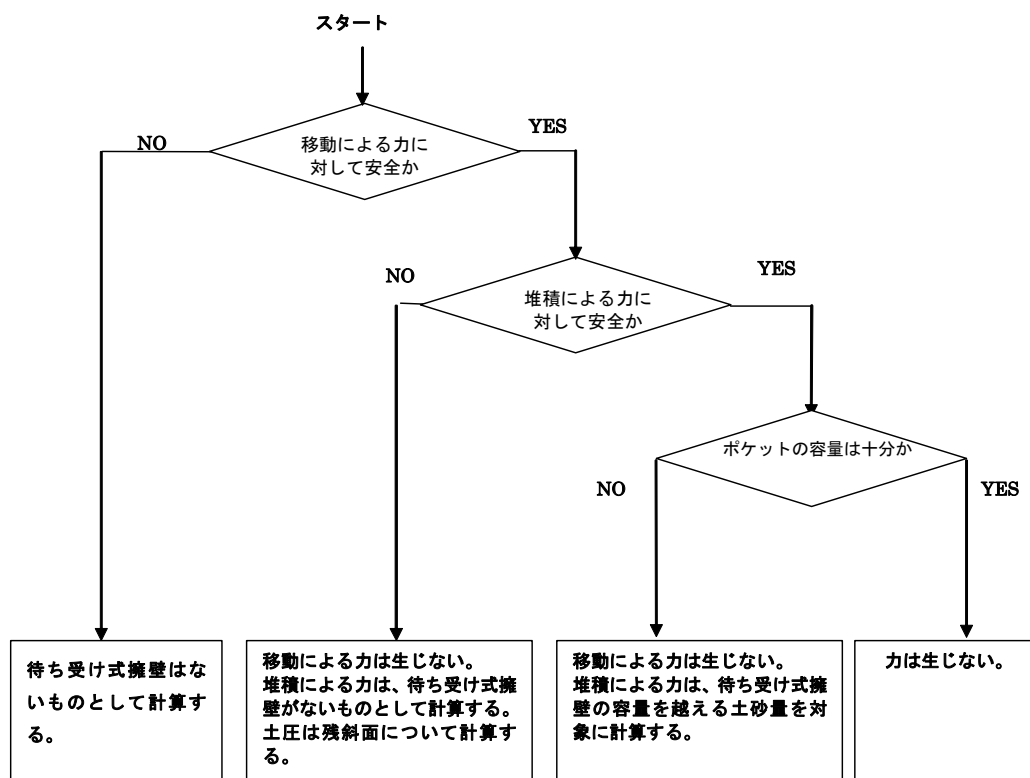 スタート
NO
移動による力に
対して安全か
YES
NO
堆積による力に
対して安全か
YES
ポケットの容量は十分か
NO
YES
待ち受け式擁壁はな
いものとして計算す
る。
移動による力は生じない。
堆積による力は、待ち受け式擁
壁がないものとして計算する。
土圧は残斜面について計算す
る。
移動による力は生じない。
堆積による力は、待ち受け式擁
壁の容量を越える土砂量を対
象に計算する。
力は生じない。